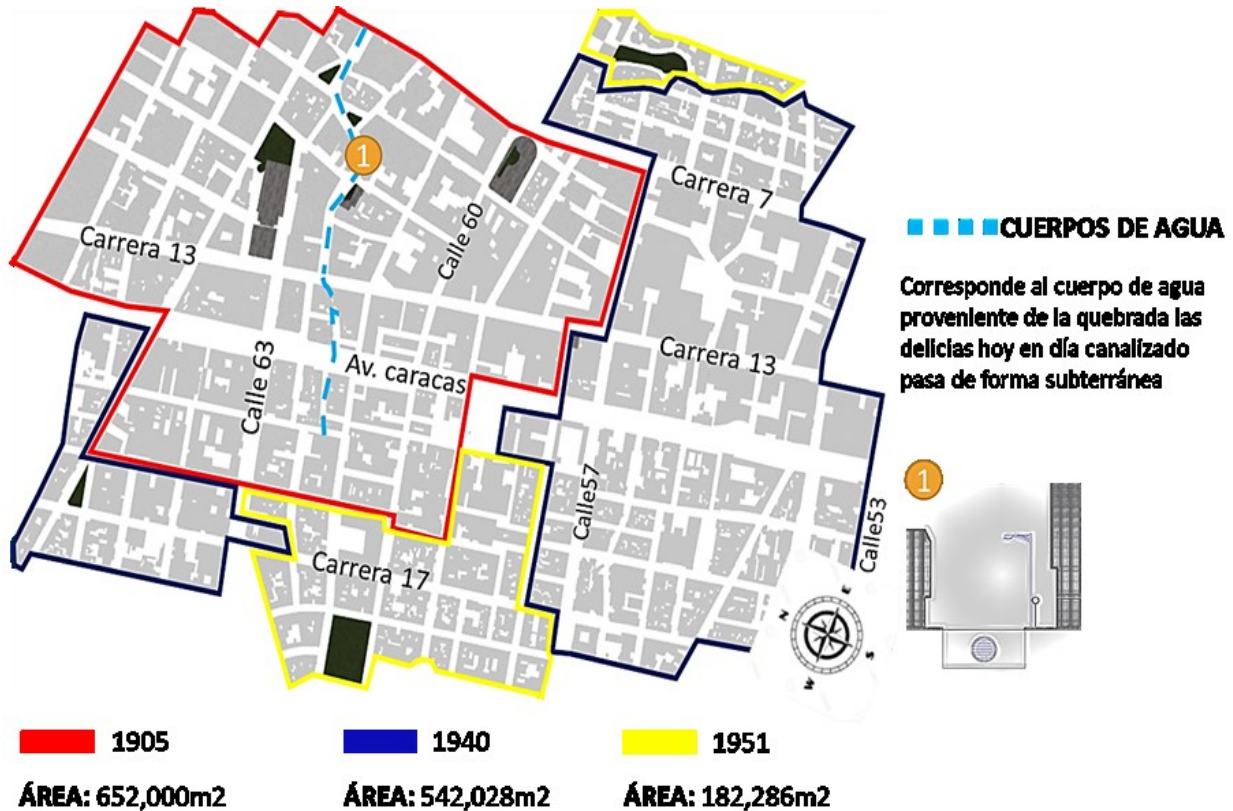 1
Carrera 7
Calle 60
Carrera 13
CUERPOS DE AGUA
Corresponde al cuerpo de agua
proveniente de la quebrada las
delicias hoy en día canalizado
pasa de forma subterránea
Carrera 13
Calle 63
Av. caracas
Calle57
Calle53
1
Carrera 17
N
E
S
W
1905
1940
1951
ÁREA: 652,000m2
ÁREA: 542,028m2
ÁREA: 182,286m2